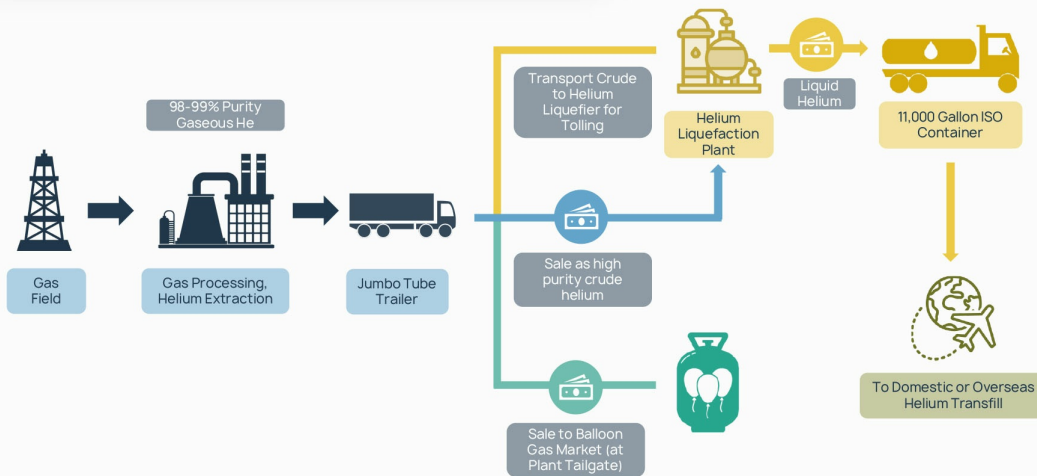 98-99% Purity
Gaseous He
Gas
Field
Gas Processing,
Helium Extraction
Jumbo Tube
Trailer
Transport Crude
to Helium
Liquefier for
Tolling
Sale as high
purity crude
helium
Sale to Balloon
Gas Market (at
Plant Tailgate)
Helium
Liquefaction
Plant
Liquid
Helium
11,000 Gallon ISO
Container
To Domestic or Overseas
Helium Transfill